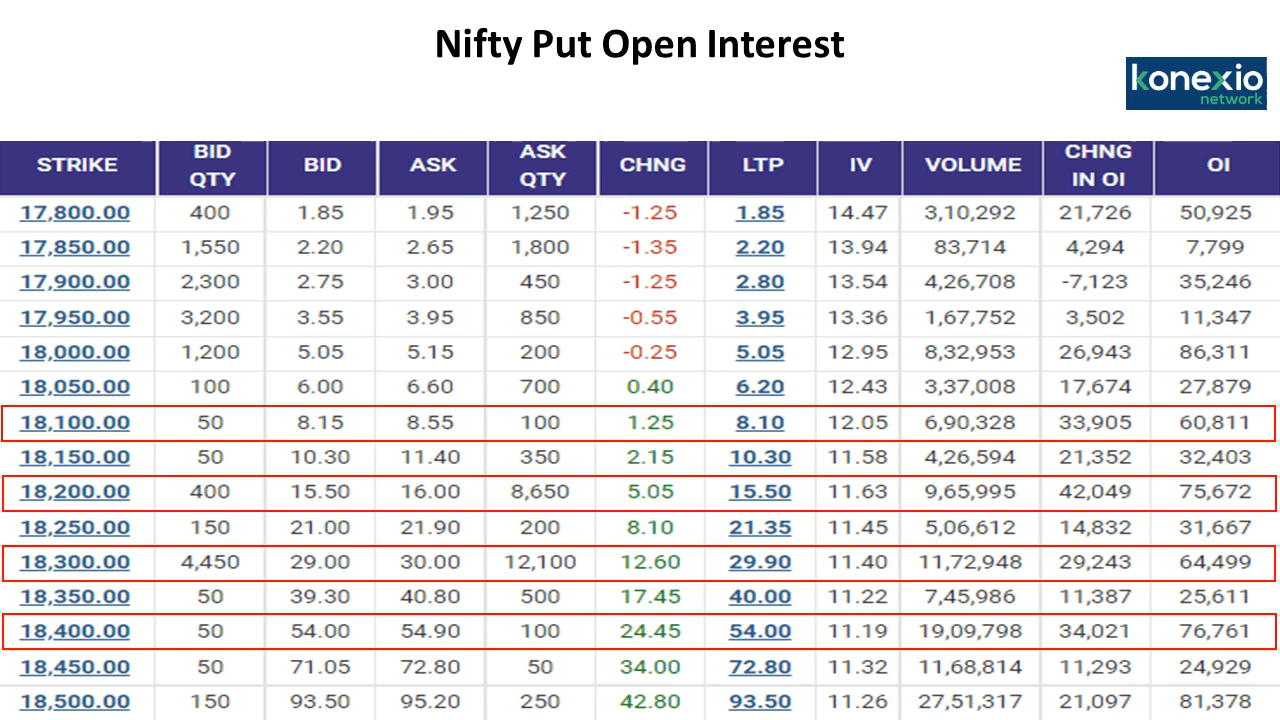 Nifty Put Open Interest
konexio
network
STRIKE BID QTY BID ASK ASK QTY CHNG LTP IV VOLUME CHNG IN OI OI
17,800.00 400 1.85 1.95 1,250 -1.25 1.85 14.47 3,10,292 21,726 50,925
17,850.00 1,550 2.20 2.65 1,800 -1.35 2.20 13.94 83,714 4,294 7,799
17,900.00 2,300 2.75 3.00 450 -1.25 2.80 13.54 4,26,708 -7,123 35,246
17,950.00 3,200 3.55 3.95 850 -0.55 3.95 13.36 1,67,752 3,502 11,347
18,000.00 1,200 5.05 5.15 200 -0.25 5.05 12.95 8,32,953 26,943 86,311
18,050.00 100 6.00 6.60 700 0.40 6.20 12.43 3,37,008 17,674 27,879
18,100.00 50 8.15 8.55 100 1.25 8.10 12.05 6,90,328 33,905 60,811
18,150.00 50 10.30 11.40 350 2.15 10.30 11.58 4,26,594 21,352 32,403
18,200.00 400 15.50 16.00 8,650 5.05 15.50 11.63 9,65,995 42,049 75,672
18,250.00 150 21.00 21.90 200 8.10 21.35 11.45 5,06,612 14,832 31,667
18,300.00 4,450 29.00 30.00 12,100 12.60 29.90 11.40 11,72,948 29,243 64,499
18,350.00 50 39.30 40.80 500 17.45 40.00 11.22 7,45,986 11,387 25,611
18,400.00 50 54.00 54.90 100 24.45 54.00 11.19 19,09,798 34,021 76,761
18,450.00 50 71.05 72.80 50 34.00 72.80 11.32 11,68,814 11,293 24,929
18,500.00 150 93.50 95.20 250 42.80 93.50 11.26 27,51,317 21,097 81,378